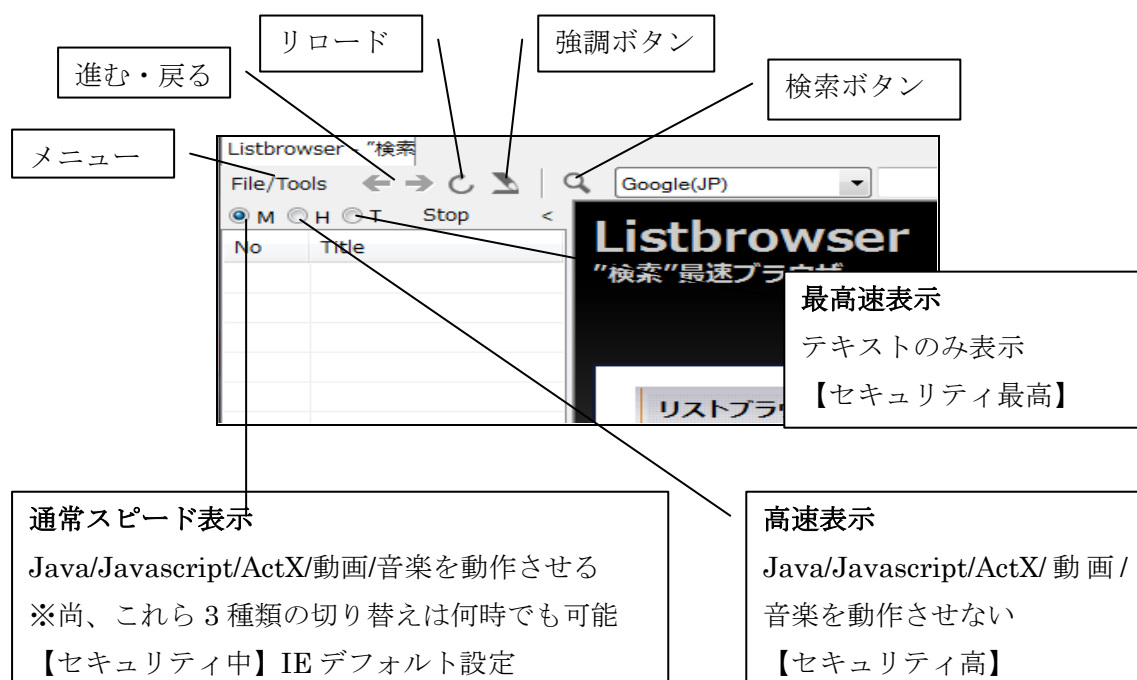 リロード
強調ボタン
進む・戻る
検索ボタン
メニュー
Listbrowser - "検索
File/Tools
Google(JP)
M H T Stop <
No Title
Listbrowser
"検索"最速ブラウザ
リストブラ
最高速表示
テキストのみ表示
【セキュリティ最高】
通常スピード表示
Java/Javascript/ActX/動画/音楽を動作させる
※尚、これら 3 種類の切り替えは何時でも可能
【セキュリティ中】IE デフォルト設定
高速表示
Java/Javascript/ActX/ 動 画 /
音楽を動作させない
【セキュリティ高】